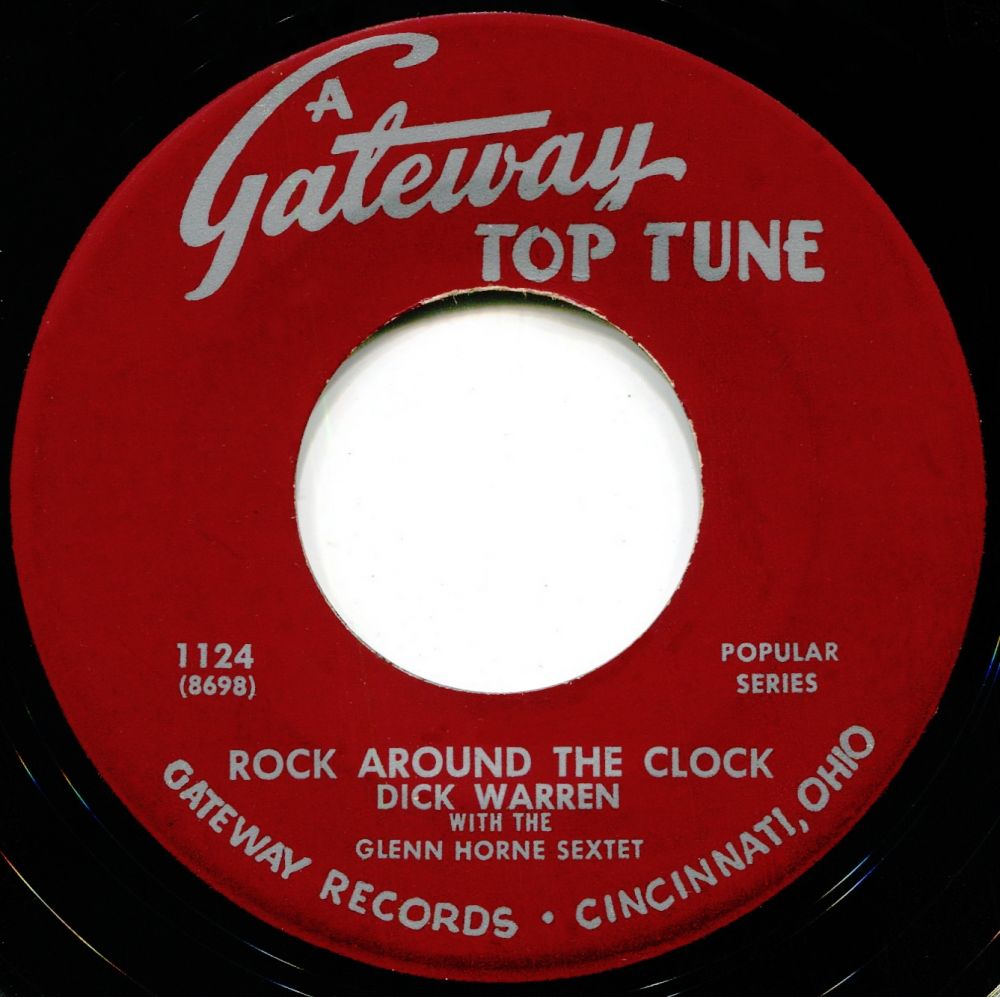 A
Gateway
TOP TUNE
1124
(8698)
POPULAR
SERIES
ROCK AROUND THE CLOCK
DICK WARREN
WITH THE
GLENN HORNE SEXTET
GATEWAY RECORDS • CINCINNATI, OHIO